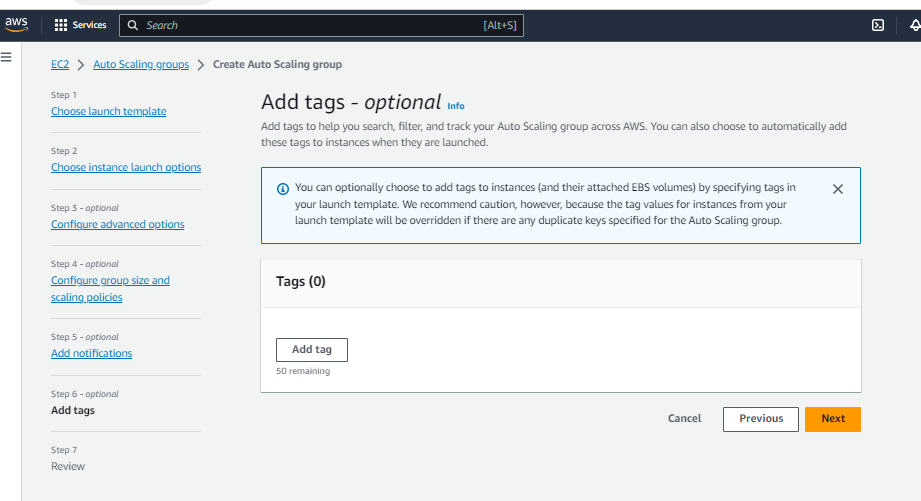 aws
Services
Search
[Alt+S]
EC2 > Auto Scaling groups > Create Auto Scaling group
Step 1
Choose launch template
Step 2
Choose instance launch options
Step 3 - optional
Configure advanced options
Step 4 - optional
Configure group size and
scaling policies
Step 5 - optional
Add notifications
Step 6 - optional
Add tags
Step 7
Review
Add tags - optional Info
Add tags to help you search, filter, and track your Auto Scaling group across AWS. You can also choose to automatically add
these tags to instances when they are launched.
You can optionally choose to add tags to instances (and their attached EBS volumes) by specifying tags in
your launch template. We recommend caution, however, because the tag values for instances from your
launch template will be overridden if there are any duplicate keys specified for the Auto Scaling group.
Tags (0)
Add tag
50 remaining
Cancel
Previous
Next